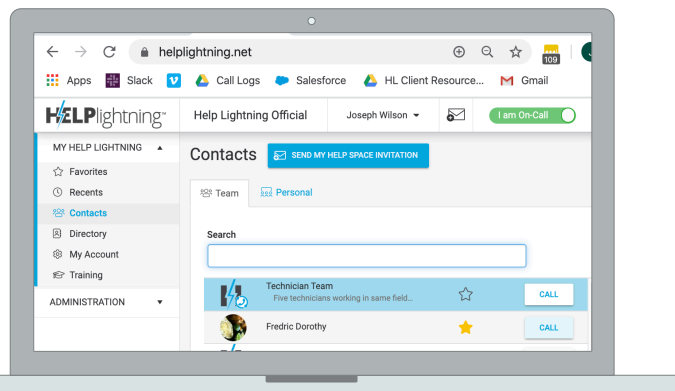 helplightning.net
109
Apps
Slack
Call Logs
Salesforce
HL Client Resource...
Gmail
HELPlightning™
Help Lightning Official
Joseph Wilson
I am On-Call
MY HELP LIGHTNING
Favorites
Recents
Contacts
Directory
My Account
Training
ADMINISTRATION
Contacts
SEND MY HELP SPACE INVITATION
Team
Personal
Search
Technician Team
Five technicians working in same field...
CALL
Fredric Dorothy
CALL